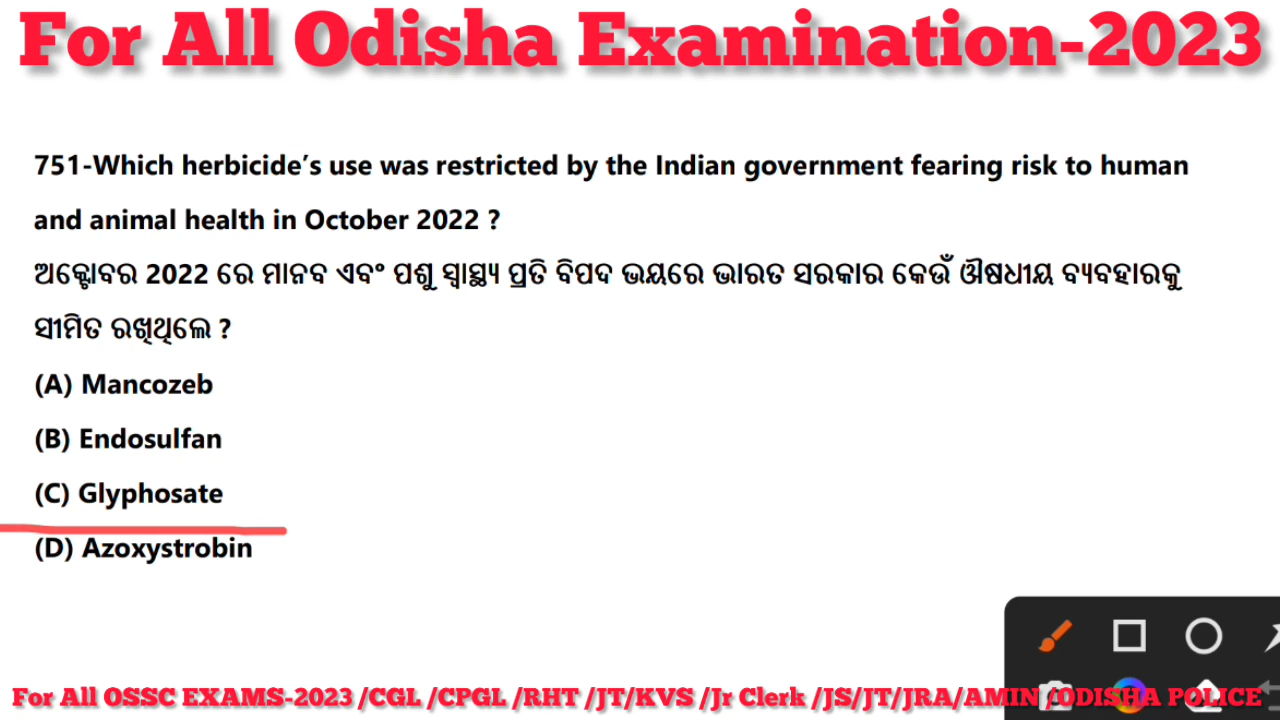 For All Odisha Examination-2023
751-Which herbicide’s use was restricted by the Indian government fearing risk to human
and animal health in October 2022 ?
ଅକ୍ଟୋବର 2022 ରେ ମାନବ ଏବଂ ପଶୁ ସ୍ୱାସ୍ଥ୍ୟ ପ୍ରତି ବିପଦ ଭୟରେ ଭାରତ ସରକାର କେଉଁ ଔଷଧୀୟ ବ୍ୟବହାରକୁ
ସୀମିତ ରଖିଥିଲେ ?
(A) Mancozeb
(B) Endosulfan
(C) Glyphosate
(D) Azoxystrobin
For All OSSC EXAMS-2023 /CGL /CPGL /RHT /JT/KVS /Jr Clerk /JS/JT/JRA/AMIN /ODISHA POLICE